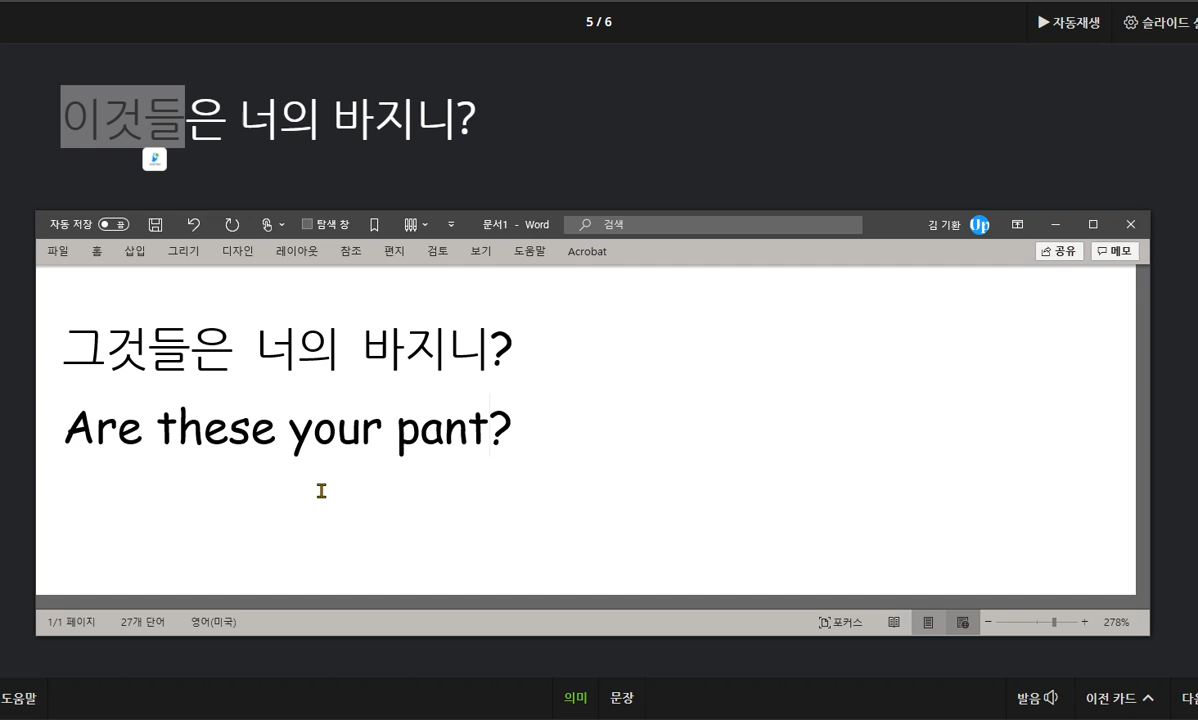 5 / 6
자동재생
슬라이드
이것들은 너의 바지니?
자동 저장 끔
탐색 창
문서1 - Word
검색
김 기환
Up
파일 홈 삽입 그리기 디자인 레이아웃 참조 편지 검토 보기 도움말 Acrobat
공유
메모
그것들은 너의 바지니?
Are these your pant?
1/1 페이지 27개 단어 영어(미국)
포커스
278%
도움말
의미
문장
발음
이전 카드